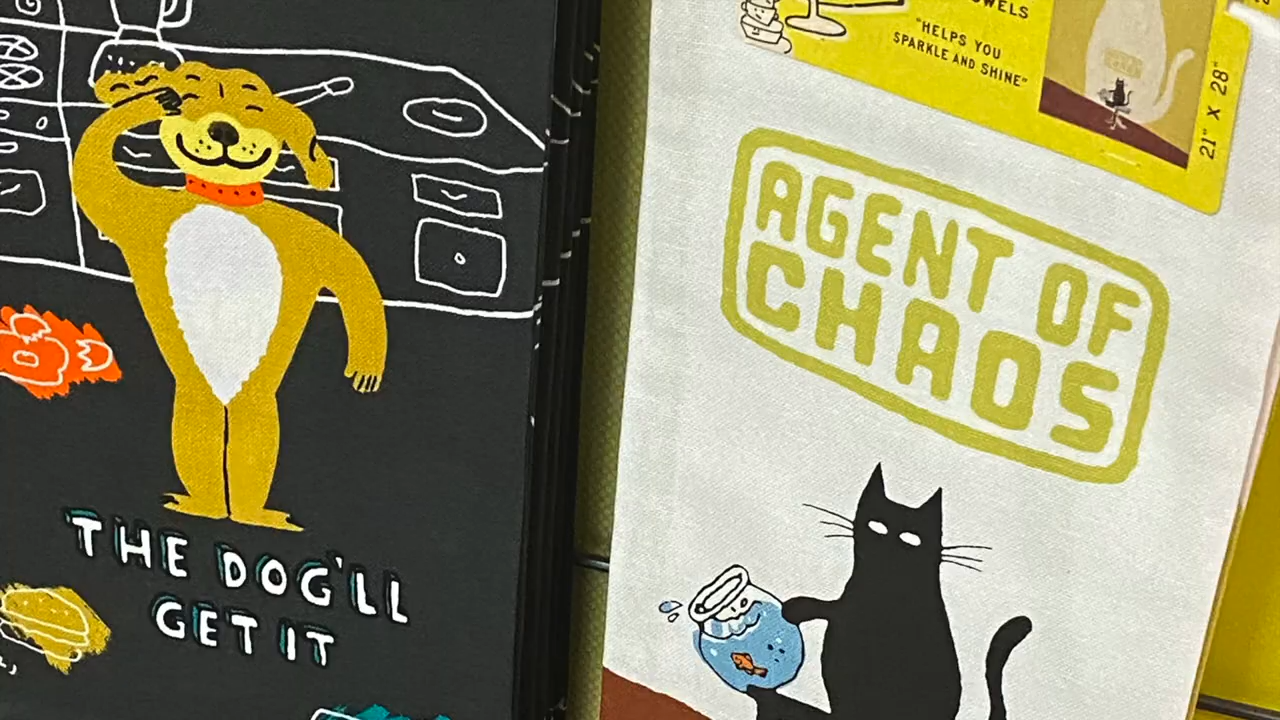 THE DOG'LL
GET IT
"HELPS YOU
SPARKLE AND SHINE"
21" X 28"
AGENT OF
CHAOS